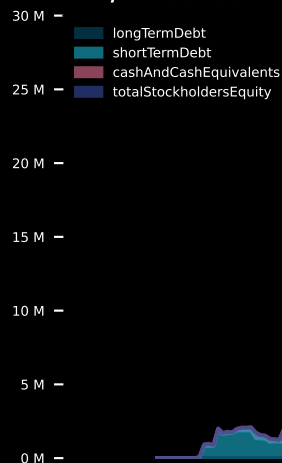 30 M
longTermDebt
shortTermDebt
cashAndCashEquivalents
totalStockholdersEquity
25 M
20 M
15 M
10 M
5 M
0 M